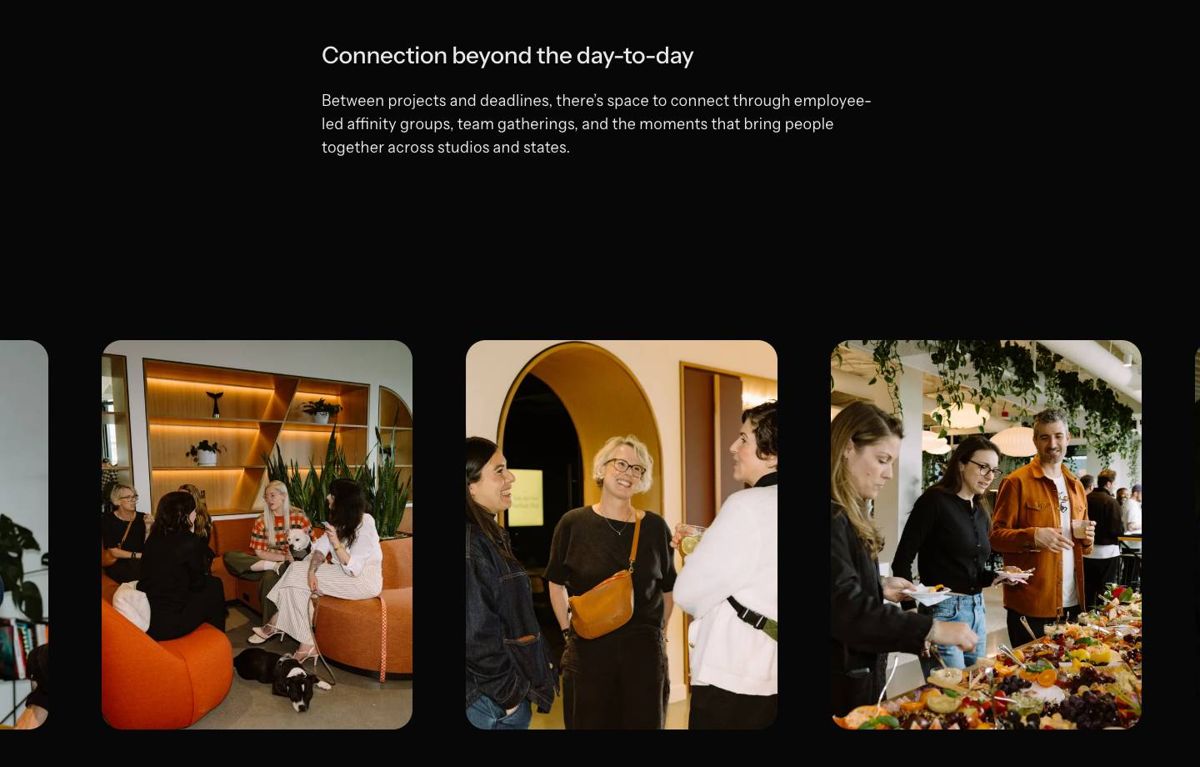 Connection beyond the day-to-day
Between projects and deadlines, there’s space to connect through employee-
led affinity groups, team gatherings, and the moments that bring people
together across studios and states.